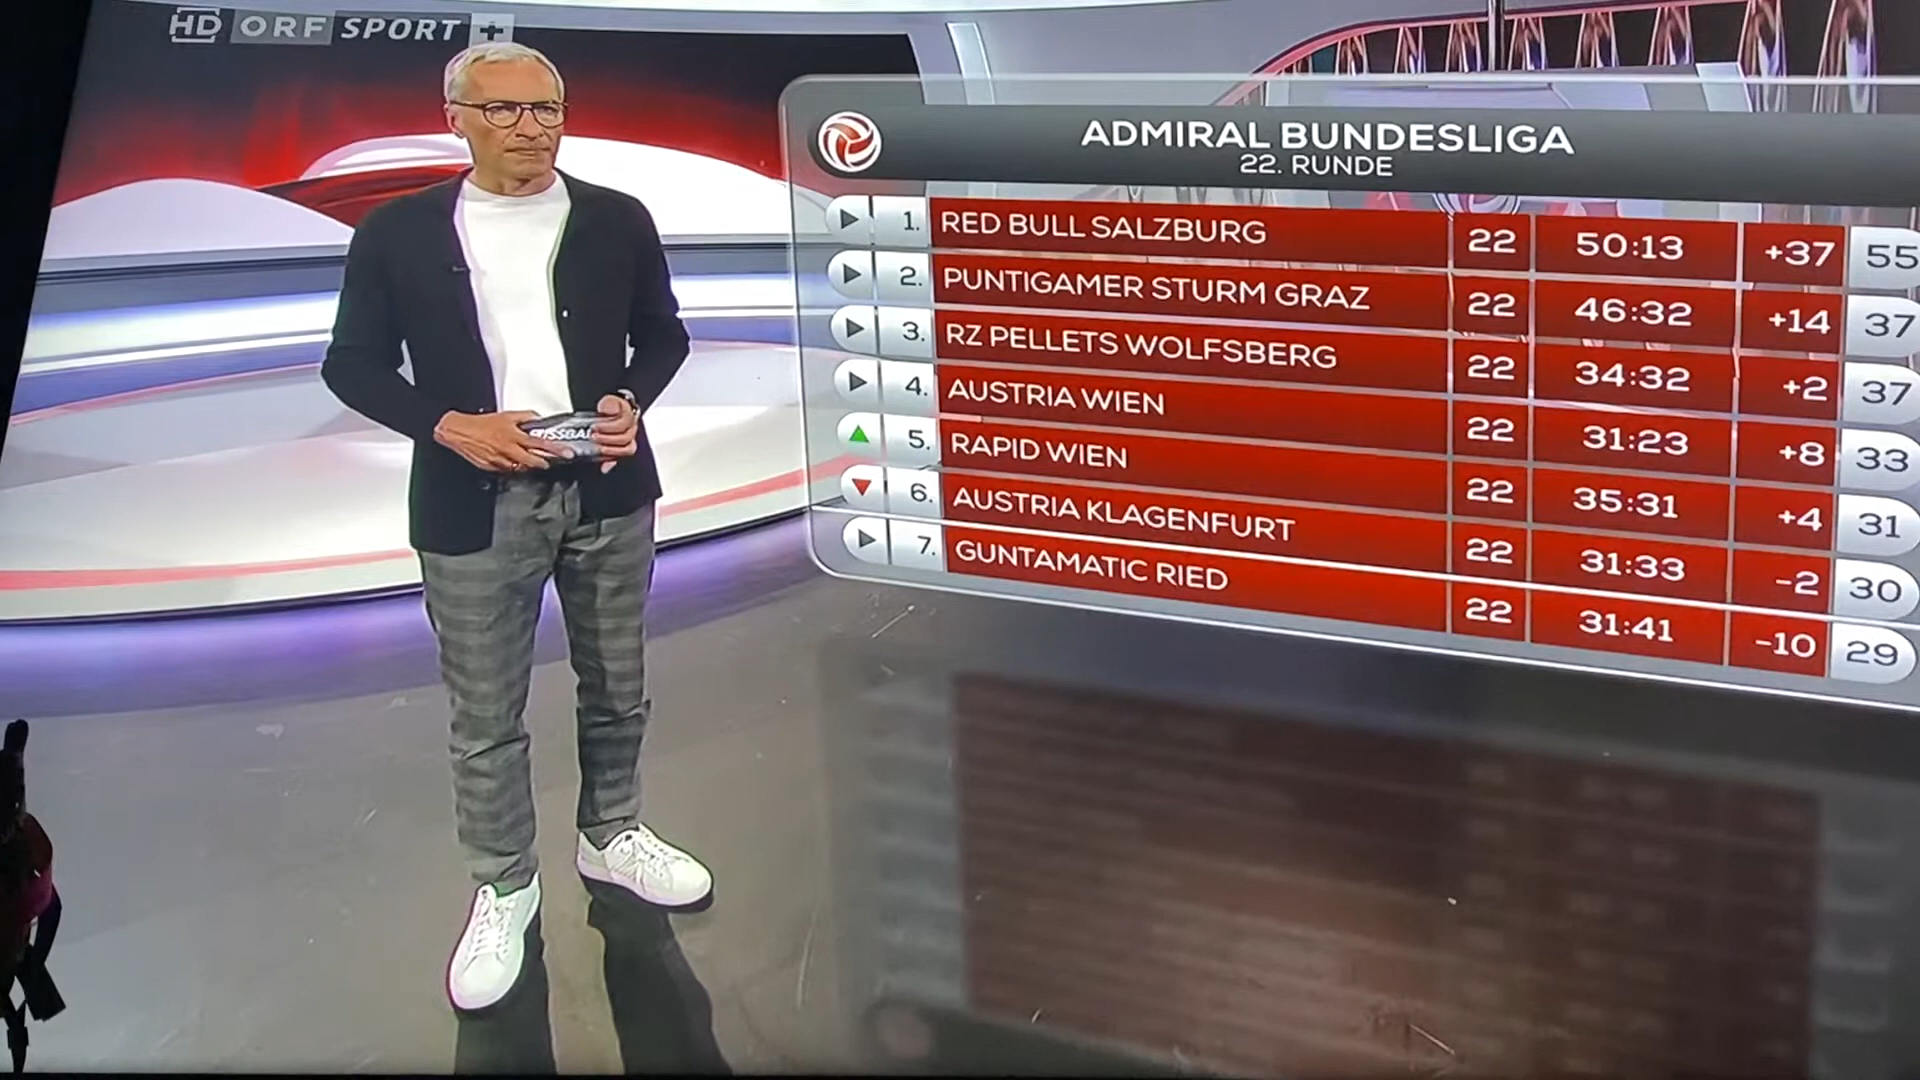 HD ORF SPORT +
ADMIRAL BUNDESLIGA
22. RUNDE
1. RED BULL SALZBURG 22 50:13 +37 55
2. PUNTIGAMER STURM GRAZ 22 46:32 +14 37
3. RZ PELLETS WOLFSBERG 22 34:32 +2 37
4. AUSTRIA WIEN 22 31:23 +8 33
5. RAPID WIEN 22 35:31 +4 31
6. AUSTRIA KLAGENFURT 22 31:33 -2 30
7. GUNTAMATIC RIED 22 31:41 -10 29